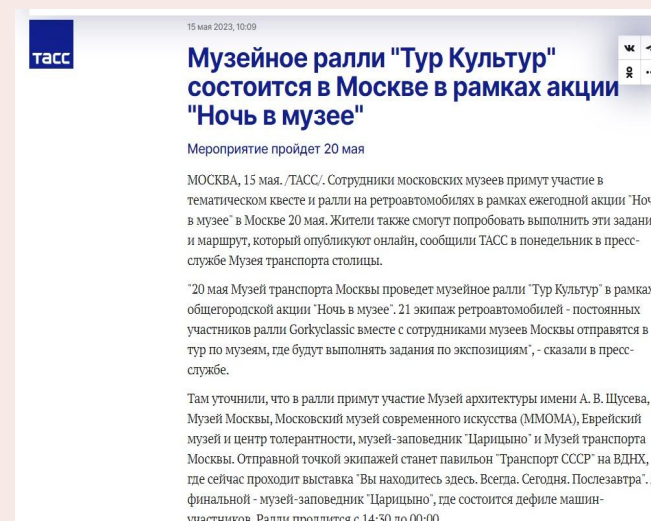 15 мая 2023, 10:09
тасс
Музейное ралли "Тур Культур"
состоится в Москве в рамках акции
"Ночь в музее"
Мероприятие пройдет 20 мая
МОСКВА, 15 мая. /ТАСС/. Сотрудники московских музеев примут участие в
тематическом квесте и ралли на ретроавтомобилях в рамках ежегодной акции "Ноч
в музее" в Москве 20 мая. Жители также смогут попробовать выполнить эти задани
и маршрут, который опубликуют онлайн, сообщили ТАСС в понедельник в пресс-
службе Музея транспорта столицы.
"20 мая Музей транспорта Москвы проведет музейное ралли "Тур Культур" в рамках
общегородской акции "Ночь в музее". 21 экипаж ретроавтомобилей - постоянных
участников ралли Gorkyclassic вместе с сотрудниками музеев Москвы отправятся в
тур по музеям, где будут выполнять задания по экспозициям", - сказали в пресс-
службе.
Там уточнили, что в ралли примут участие Музей архитектуры имени А. В. Щусева,
Музей Москвы, Московский музей современного искусства (ММОМА), Еврейский
музей и центр толерантности, музей-заповедник "Царицыно" и Музей транспорта
Москвы. Отправной точкой экипажей станет павильон "Транспорт СССР" на ВДНХ,
где сейчас проходит выставка "Вы находитесь здесь. Всегда. Сегодня. Послезавтра".
финальной - музей-заповедник "Царицыно", где состоится дефиле машин-
участников. Ралли продлится с 14:30 до 00:00